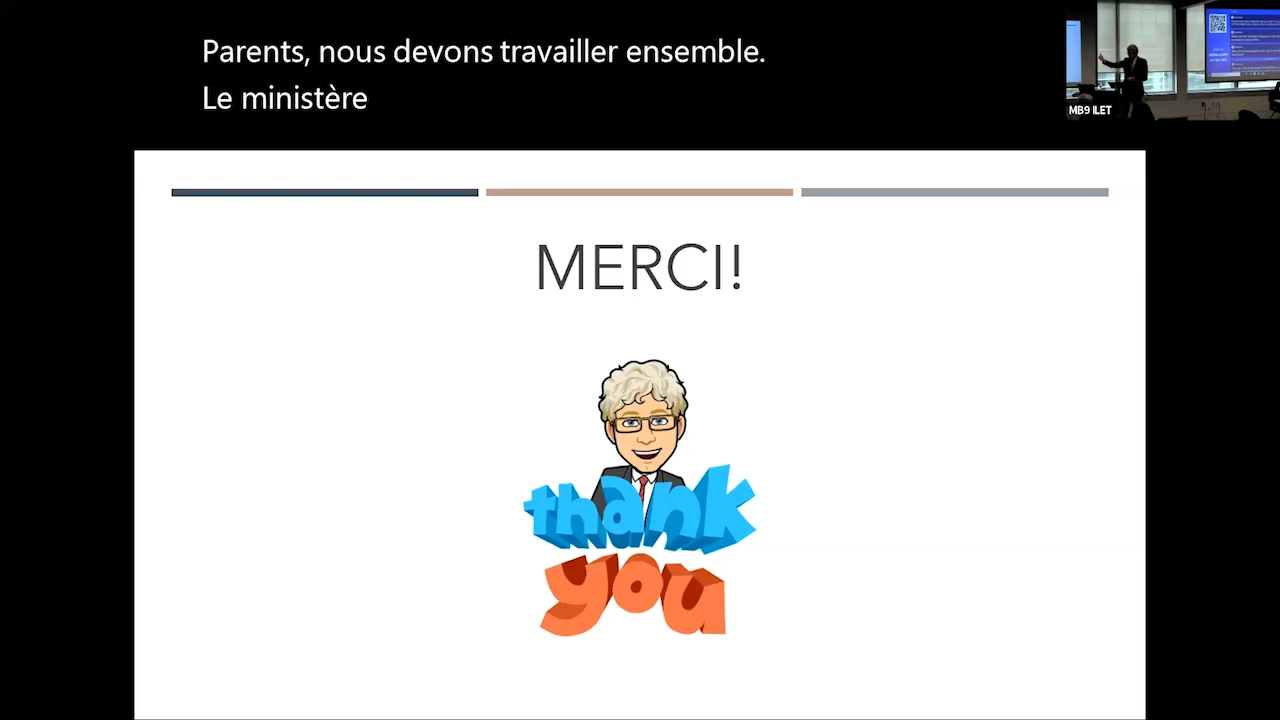 Parents, nous devons travailler ensemble.
Le ministère
MB9 ILET
MERCI!
thank
you